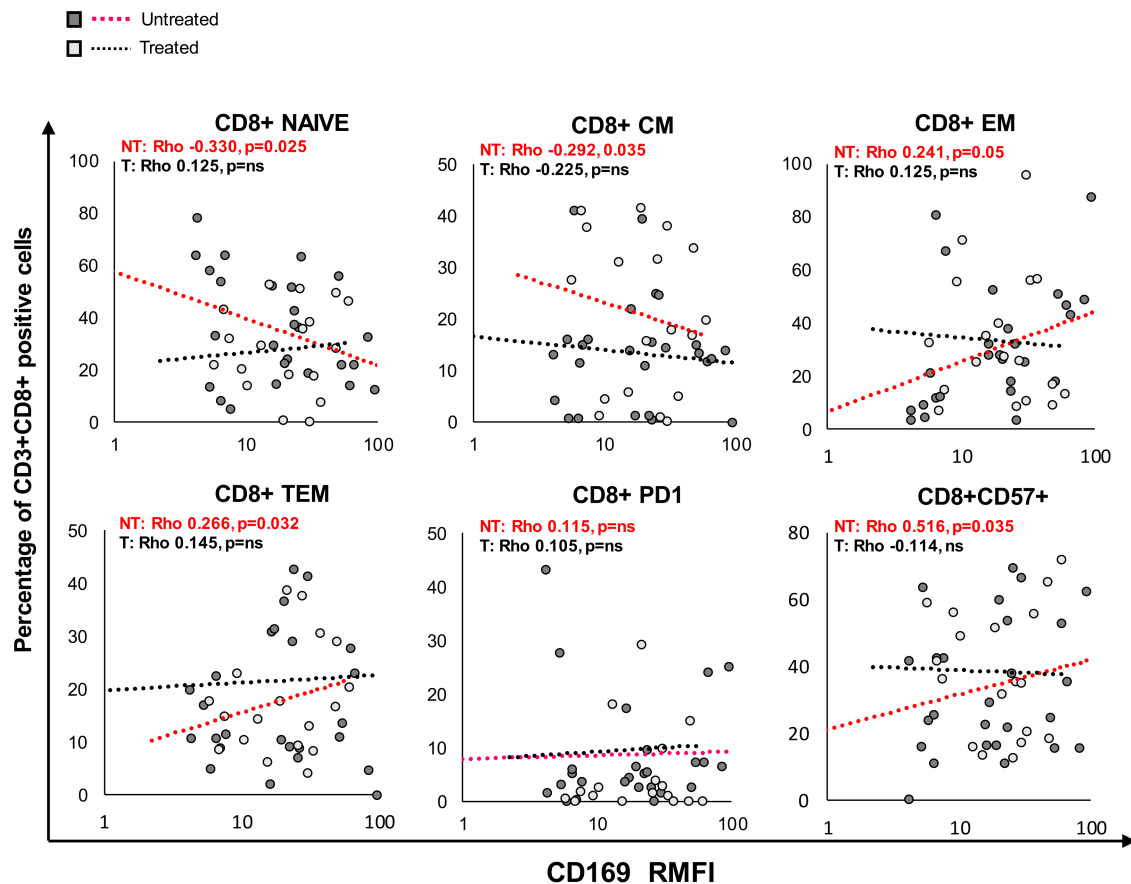 Untreated
Treated
CD8+ NAIVE
NT: Rho -0.330, p=0.025
T: Rho 0.125, p=ns
100
80
60
40
20
0
1
10
100
CD8+ CM
NT: Rho -0.292, 0.035
T: Rho -0.225, p=ns
50
40
30
20
10
0
1
10
100
CD8+ EM
NT: Rho 0.241, p=0.05
T: Rho 0.125, p=ns
100
80
60
40
20
0
1
10
100
CD8+ TEM
NT: Rho 0.266, p=0.032
T: Rho 0.145, p=ns
50
40
30
20
10
0
1
10
100
CD8+ PD1
NT: Rho 0.115, p=ns
T: Rho 0.105, p=ns
50
40
30
20
10
0
1
10
100
CD8+CD57+
NT: Rho 0.516, p=0.035
T: Rho -0.114, ns
80
60
40
20
0
1
10
100
Percentage of CD3+CD8+ positive cells
CD169 RMFI